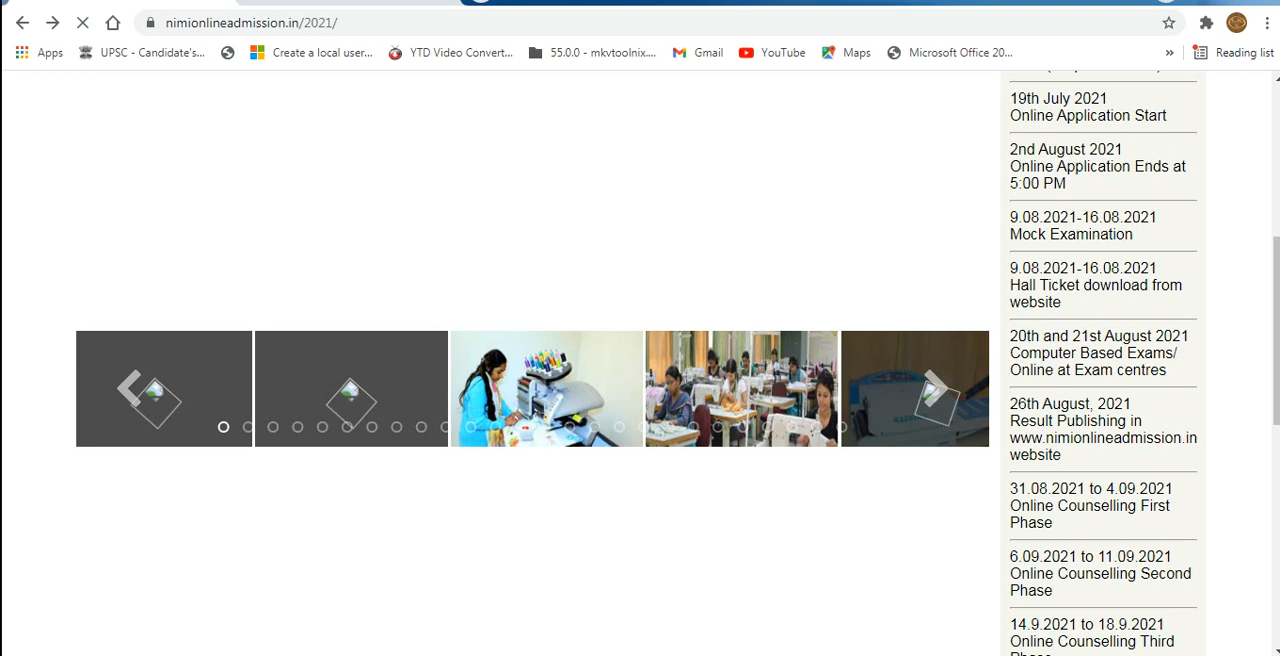 nimionlineadmission.in/2021/
Apps UPSC - Candidate's... Create a local user... YTD Video Convert... 55.0.0 - mkvtoolnix.... Gmail YouTube Maps Microsoft Office 20... » Reading list
19th July 2021
Online Application Start
2nd August 2021
Online Application Ends at
5:00 PM
9.08.2021-16.08.2021
Mock Examination
9.08.2021-16.08.2021
Hall Ticket download from
website
20th and 21st August 2021
Computer Based Exams/
Online at Exam centres
26th August, 2021
Result Publishing in
www.nimionlineadmission.in
website
31.08.2021 to 4.09.2021
Online Counselling First
Phase
6.09.2021 to 11.09.2021
Online Counselling Second
Phase
14.9.2021 to 18.9.2021
Online Counselling Third